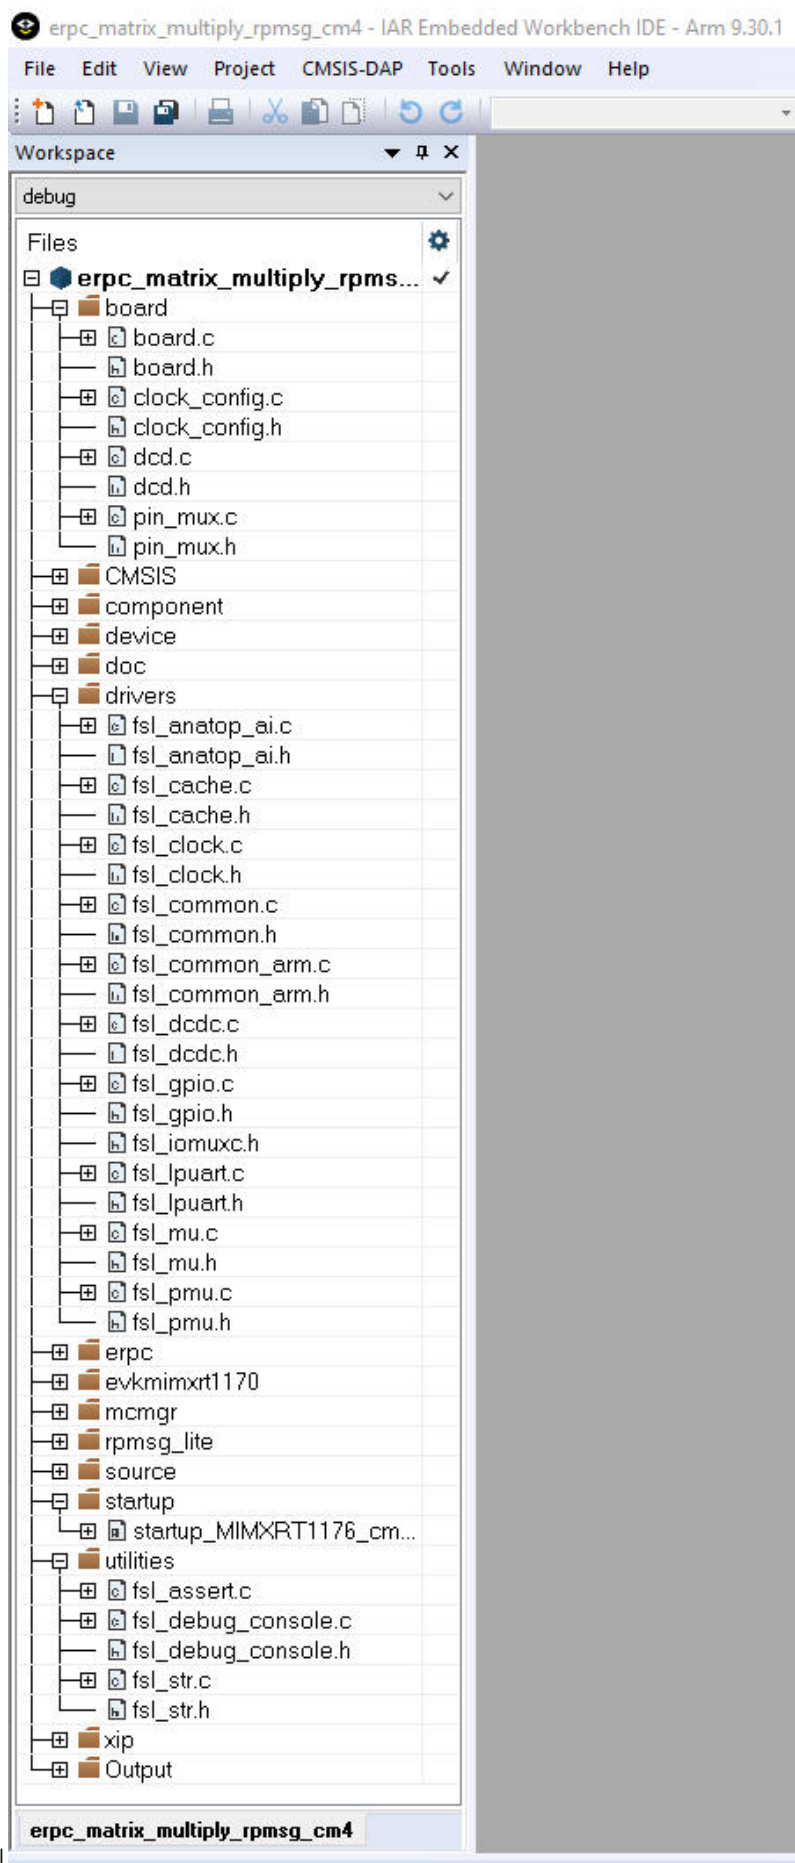 erpc_matrix_multiply_rpmsg_cm4 - IAR Embedded Workbench IDE - Arm 9.30.1
File Edit View Project CMSIS-DAP Tools Window Help
Workspace
debug
Files
erpc_matrix_multiply_rpms...
board
board.c
board.h
clock_config.c
clock_config.h
dcd.c
dcd.h
pin_mux.c
pin_mux.h
CMSIS
component
device
doc
drivers
fsl_anatop_ai.c
fsl_anatop_ai.h
fsl_cache.c
fsl_cache.h
fsl_clock.c
fsl_clock.h
fsl_common.c
fsl_common.h
fsl_common_arm.c
fsl_common_arm.h
fsl_dcdc.c
fsl_dcdc.h
fsl_gpio.c
fsl_gpio.h
fsl_iomuxc.h
fsl_lpuart.c
fsl_lpuart.h
fsl_mu.c
fsl_mu.h
fsl_pmu.c
fsl_pmu.h
erpc
evkmimxrt1170
mcmgr
rpmsg_lite
source
startup
startup_MIMXRT1176_cm...
utilities
fsl_assert.c
fsl_debug_console.c
fsl_debug_console.h
fsl_str.c
fsl_str.h
xip
Output
erpc_matrix_multiply_rpmsg_cm4